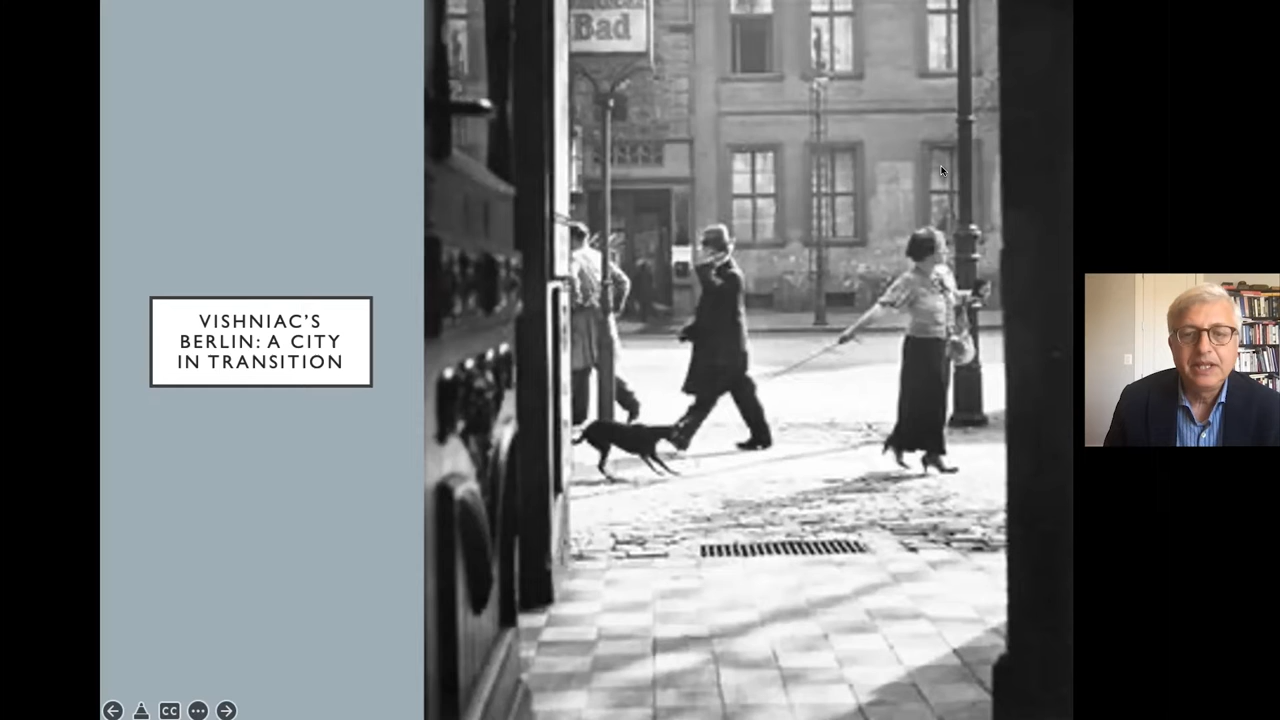 Bad
VISHNIAC'S
BERLIN: A CITY
IN TRANSITION
CC